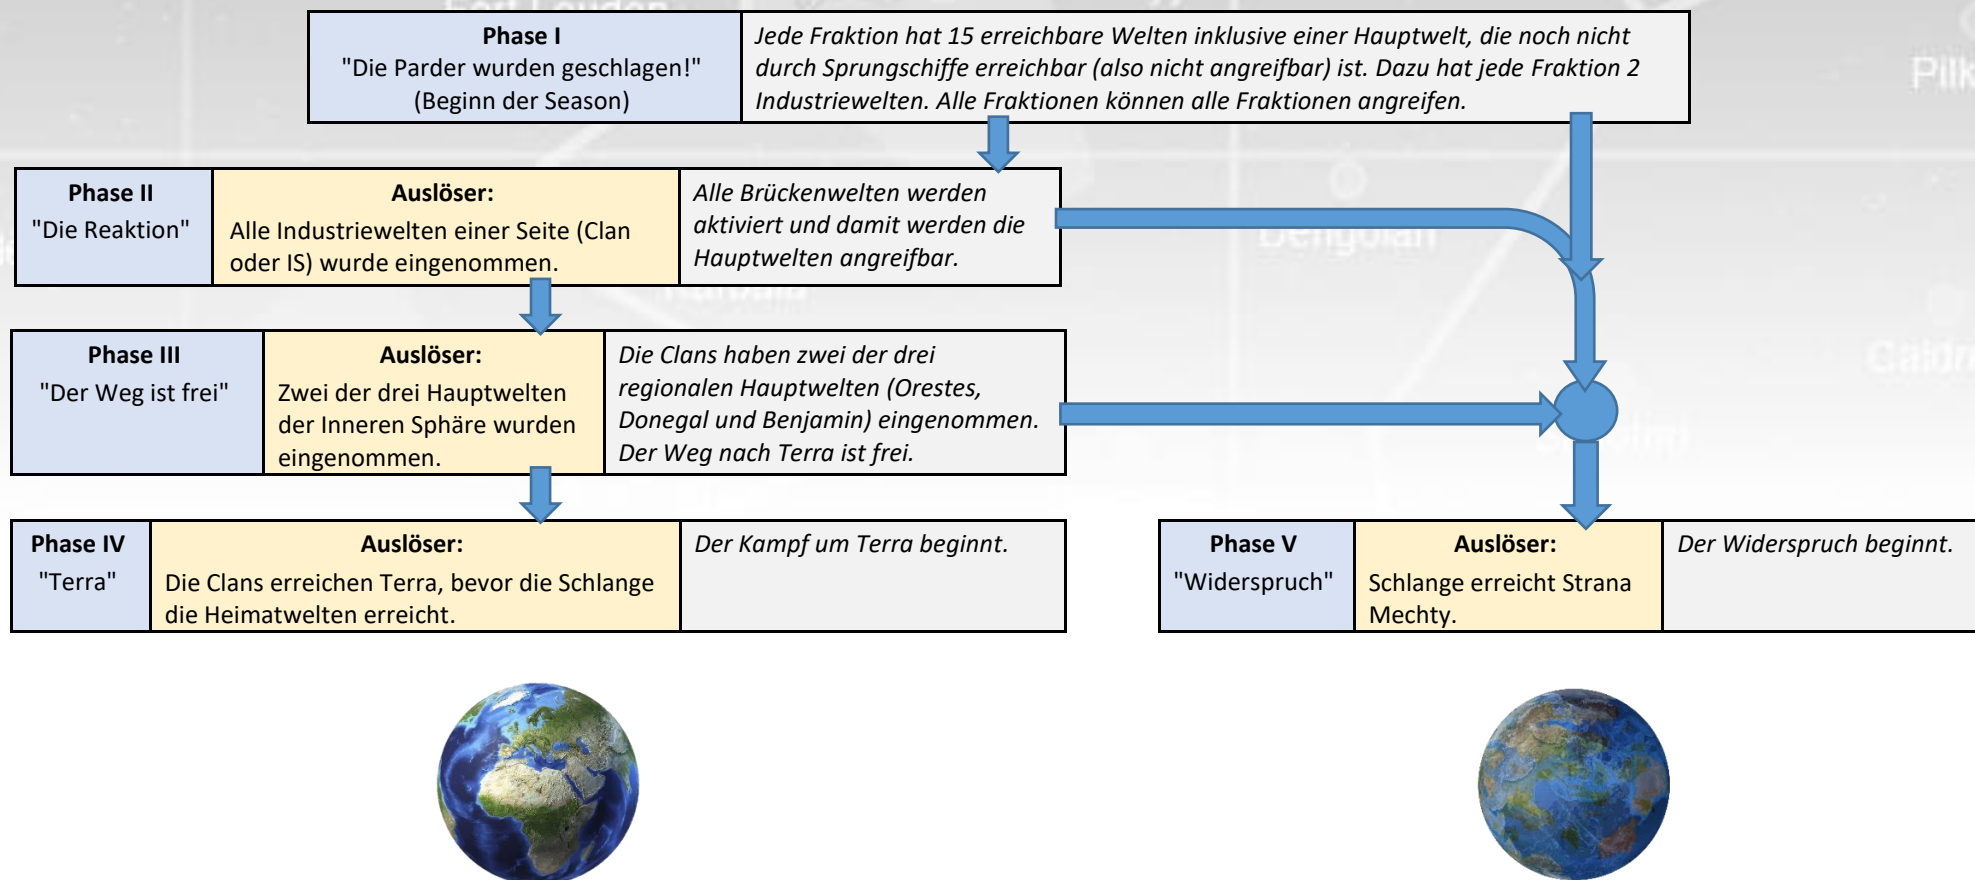 Fort Loudon
Phase I
"Die Parder wurden geschlagen!"
(Beginn der Season)
Jede Fraktion hat 15 erreichbare Welten inklusive einer Hauptwelt, die noch nicht
durch Sprungschiffe erreichbar (also nicht angreifbar) ist. Dazu hat jede Fraktion 2
Industriewelten. Alle Fraktionen können alle Fraktionen angreifen.
Phase II
"Die Reaktion"
Auslöser:
Alle Industriewelten einer Seite (Clan
oder IS) wurde eingenommen.
Alle Brückenwelten werden
aktiviert und damit werden die
Hauptwelten angreifbar.
Phase III
"Der Weg ist frei"
Auslöser:
Zwei der drei Hauptwelten
der Inneren Sphäre wurden
eingenommen.
Die Clans haben zwei der drei
regionalen Hauptwelten (Orestes,
Donegal und Benjamin) eingenommen.
Der Weg nach Terra ist frei.
Phase IV
"Terra"
Auslöser:
Die Clans erreichen Terra, bevor die Schlange
die Heimatwelten erreicht.
Der Kampf um Terra beginnt.
Phase V
"Widerspruch"
Auslöser:
Schlange erreicht Strana
Mechty.
Der Widerspruch beginnt.